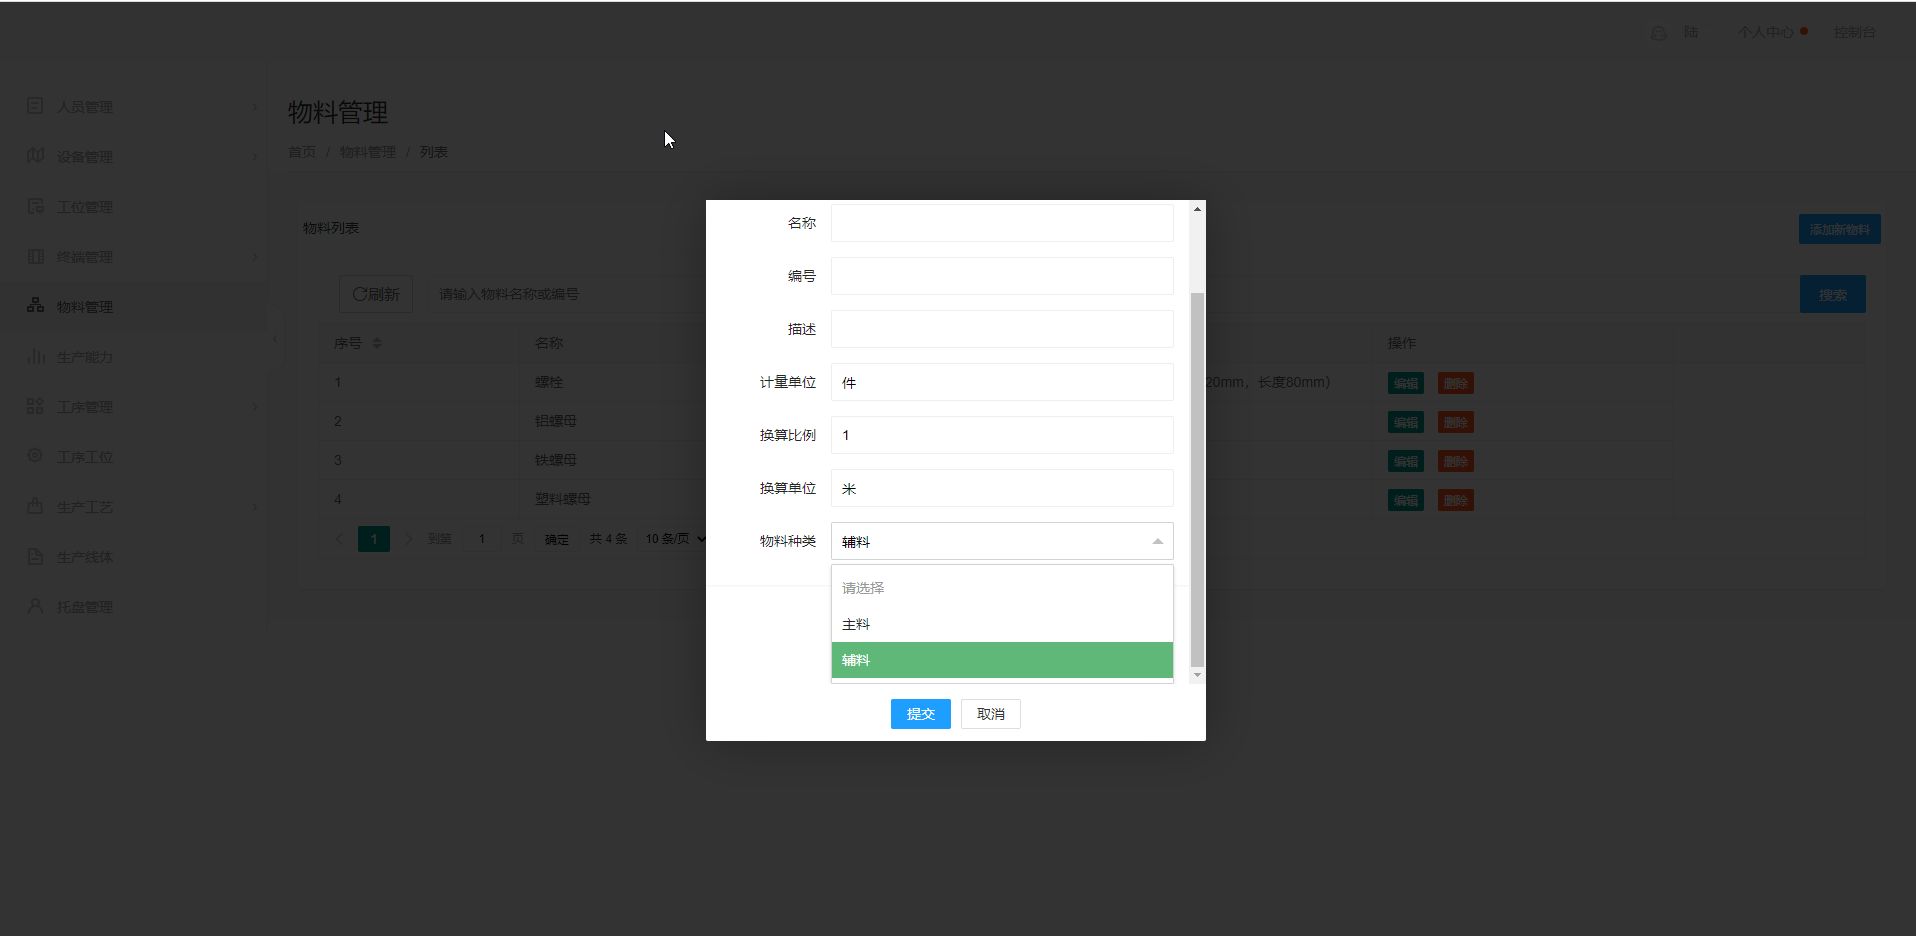 陆 个人中心 控制台
人员管理
设备管理
工位管理
终端管理
物料管理
生产能力
工序管理
工序工位
生产工艺
生产线体
托盘管理
物料管理
首页 / 物料管理 / 列表
物料列表 添加新物料
刷新 请输入物料名称或编号 搜索
序号 名称 操作
1 螺栓 20mm，长度80mm） 编辑 删除
2 铝螺母 编辑 删除
3 铁螺母 编辑 删除
4 塑料螺母 编辑 删除
1 到第 1 页 确定 共 4 条 10 条/页
名称
编号
描述
计量单位 件
换算比例 1
换算单位 米
物料种类 辅料
请选择
主料
辅料
提交 取消